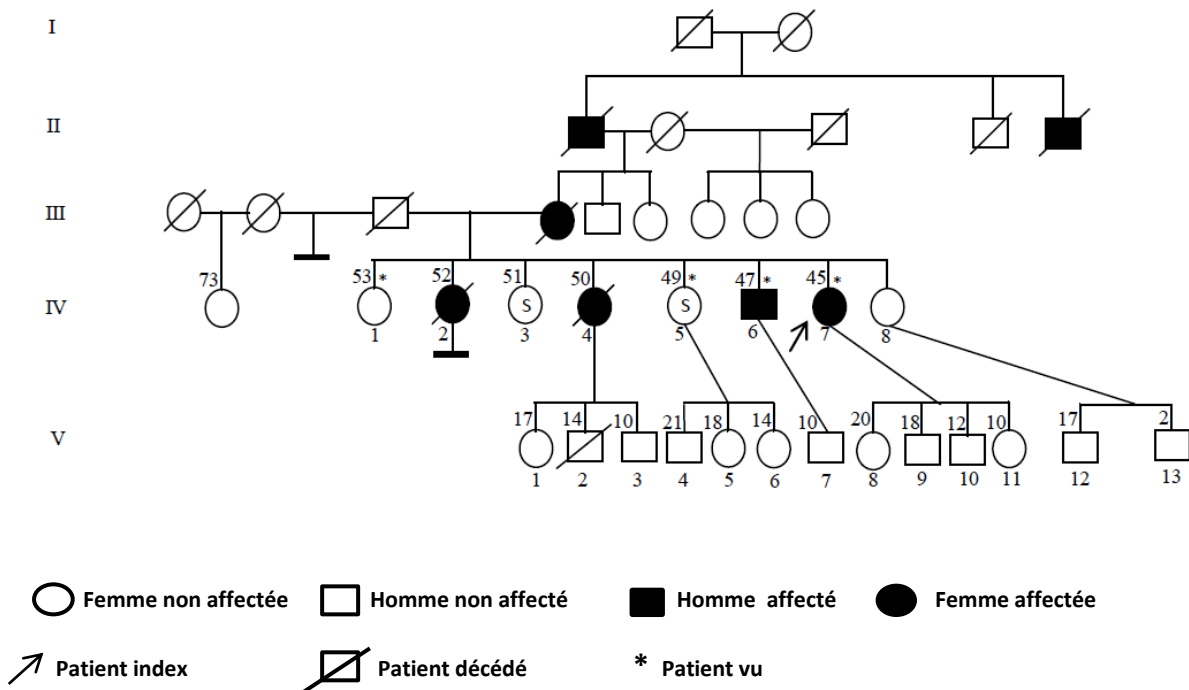 I
II
III
73 53 * 52 51 50 49 * 47 * 45 *
IV S S
1 2 3 4 5 6 7 8
17 14 10 21 18 14 10 20 18 12 10 17 2
V
1 2 3 4 5 6 7 8 9 10 11 12 13
Femme non affectée Homme non affecté Homme affecté Femme affectée
Patient index Patient décédé * Patient vu